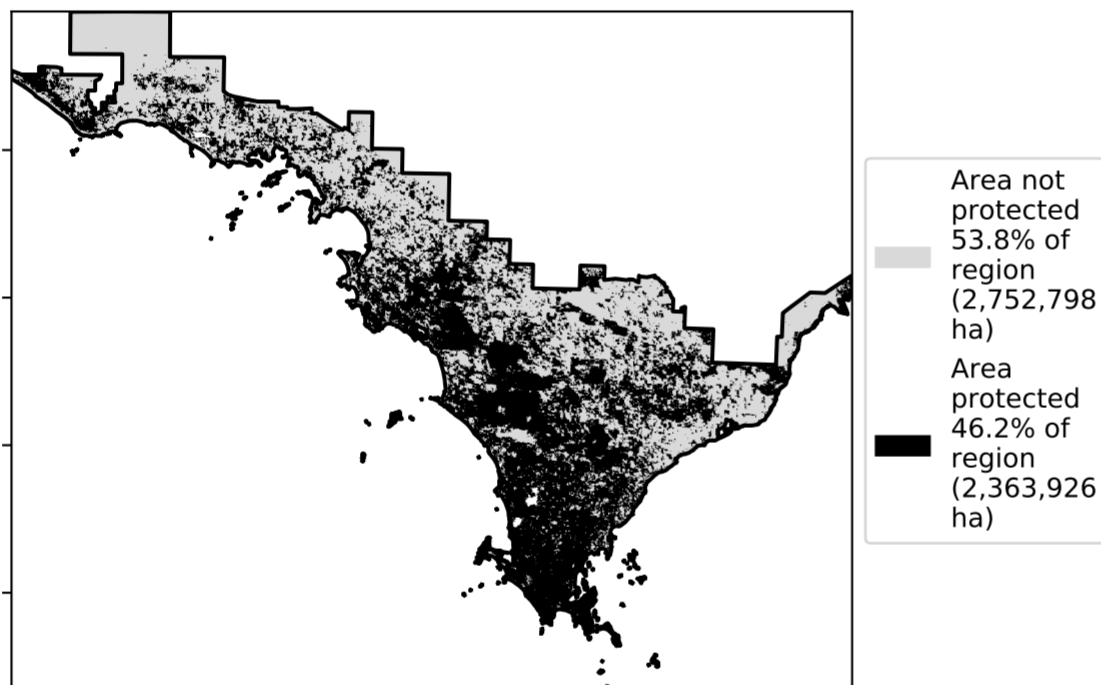 Area not
protected
53.8% of
region
(2,752,798
ha)
Area
protected
46.2% of
region
(2,363,926
ha)